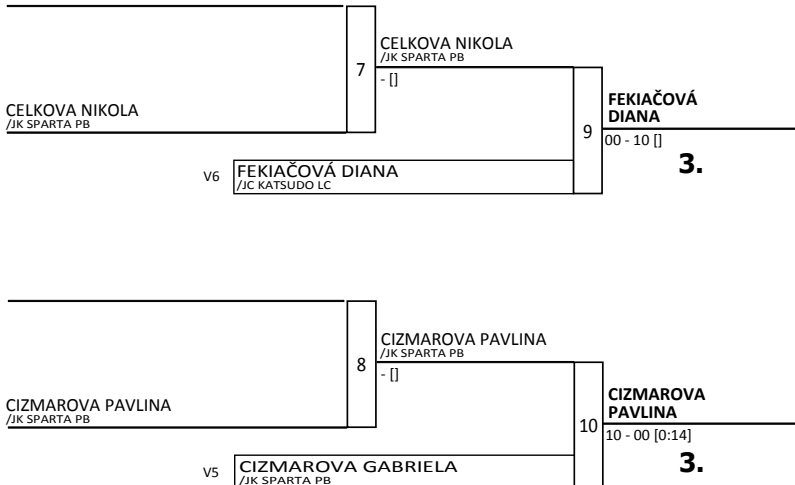 CELKOVA NIKOLA
/JK SPARTA PB
7
CELKOVA NIKOLA
/JK SPARTA PB
- []
V6
FEKIAČOVÁ DIANA
/JC KATSUDO LC
9
FEKIAČOVÁ
DIANA
00 - 10 []
3.
CIZMAROVA PAVLINA
/JK SPARTA PB
8
CIZMAROVA PAVLINA
/JK SPARTA PB
- []
V5
CIZMAROVA GABRIELA
/JK SPARTA PB
10
CIZMAROVA
PAVLINA
10 - 00 [0:14]
3.